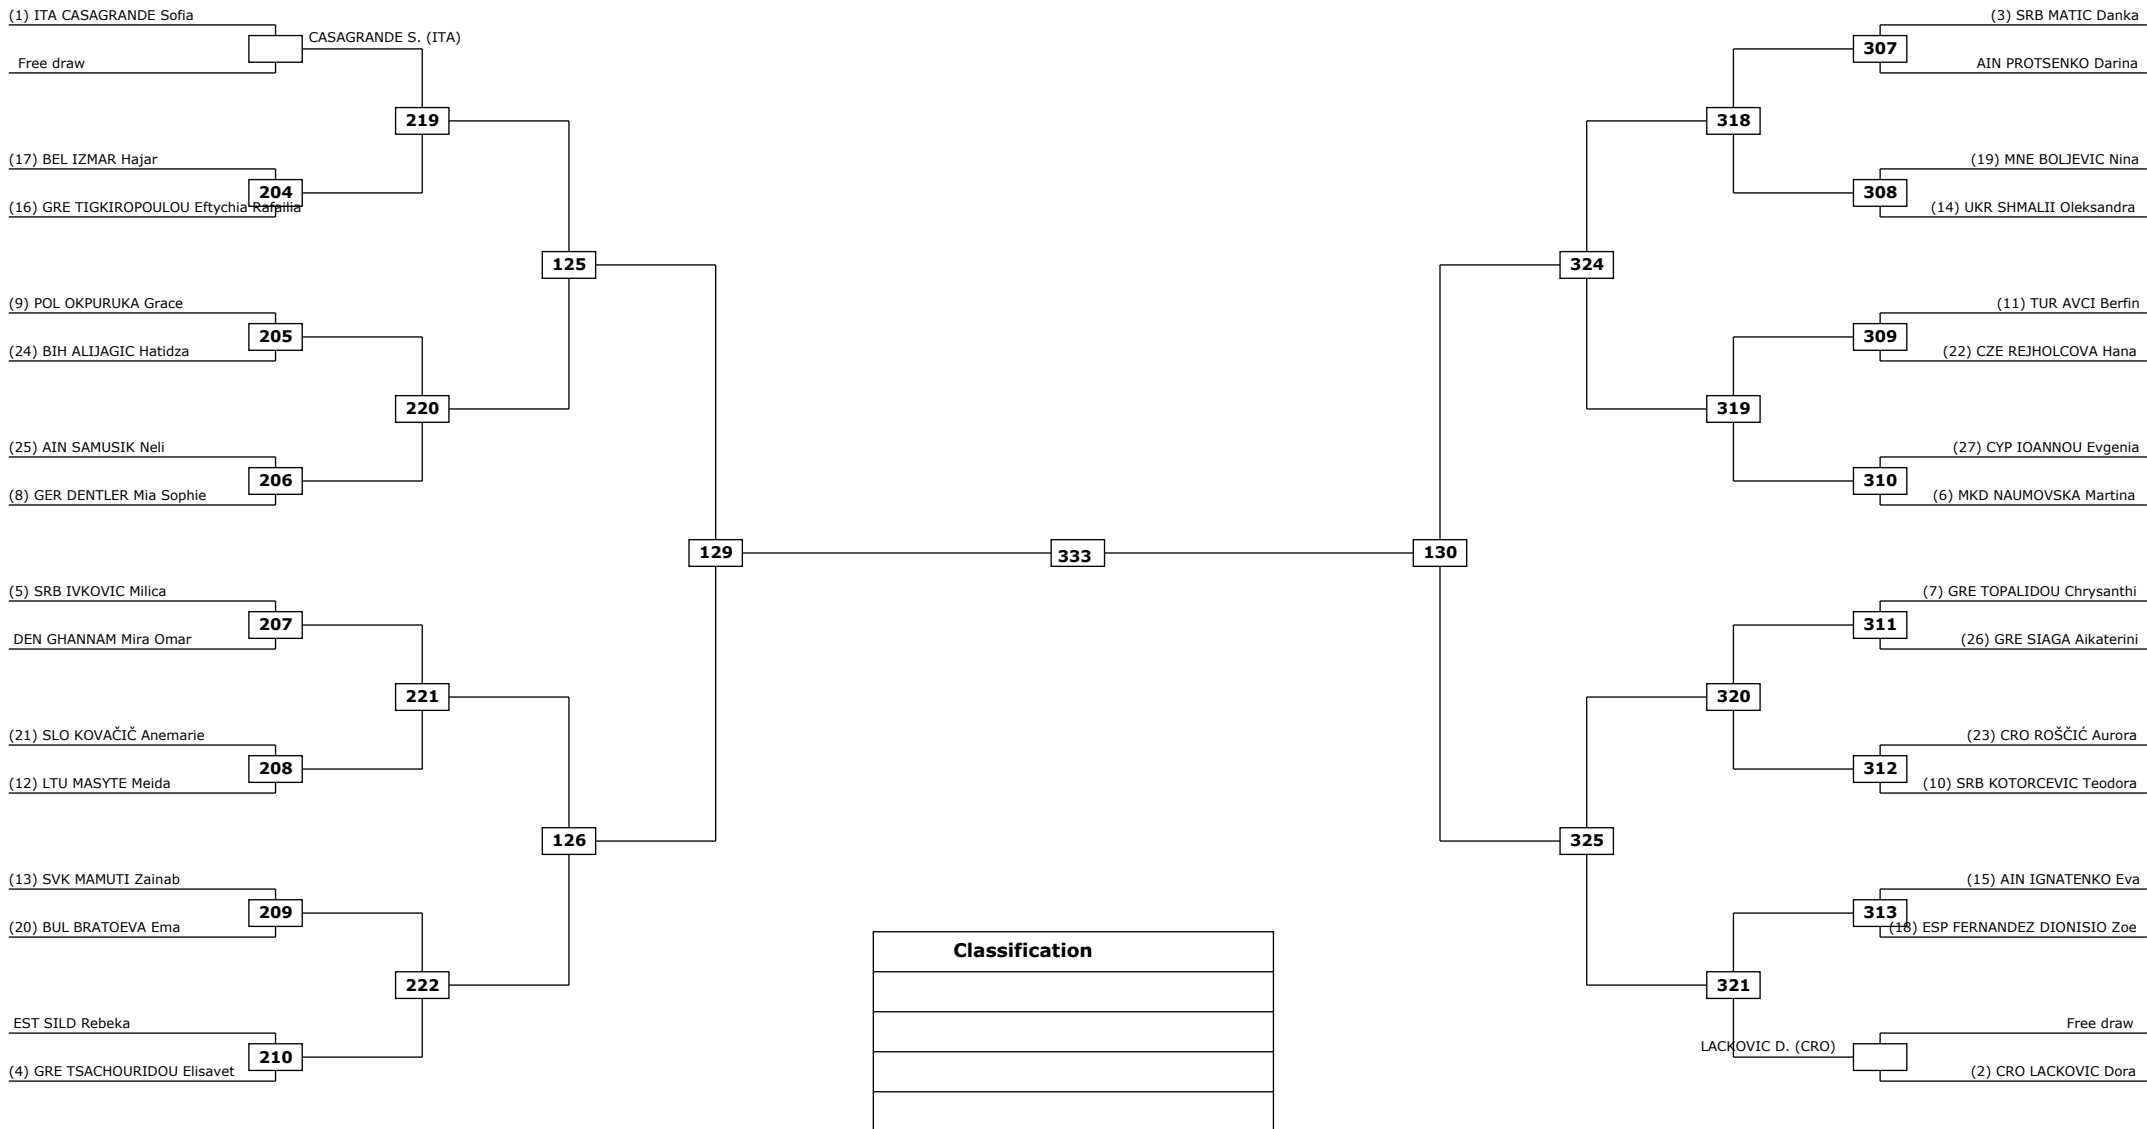 (1) ITA CASAGRANDE Sofia
CASAGRANDE S. (ITA)
Free draw
219
(17) BEL IZMAR Hajar
204
(16) GRE TIGKIROPOULOU Eftychia Rafailia
125
(9) POL OKPURUKA Grace
205
(24) BIH ALIJAGIC Hatidza
220
(25) AIN SAMUSIK Neli
206
(8) GER DENTLER Mia Sophie
129
(5) SRB IVKOVIC Milica
207
DEN GHANNAM Mira Omar
221
(21) SLO KOVAČIČ Anemarie
208
(12) LTU MASYTE Meida
126
(13) SVK MAMUTI Zainab
209
(20) BUL BRATOEVA Ema
222
EST SILD Rebeka
210
(4) GRE TSACHOURIDOU Elisavet
333
Classification
(3) SRB MATIC Danka
307
AIN PROTSENKO Darina
318
(19) MNE BOLJEVIC Nina
308
(14) UKR SHMALII Oleksandra
324
(11) TUR AVCI Berfin
309
(22) CZE REJHOLCOVA Hana
319
(27) CYP IOANNOU Evgenia
310
(6) MKD NAUMOVSKA Martina
130
(7) GRE TOPALIDOU Chrysanthi
311
(26) GRE SIAGA Aikaterini
320
(23) CRO ROŠČIĆ Aurora
312
(10) SRB KOTORCEVIC Teodora
325
(15) AIN IGNATENKO Eva
313
(18) ESP FERNANDEZ DIONISIO Zoe
321
Free draw
LACKOVIC D. (CRO)
(2) CRO LACKOVIC Dora